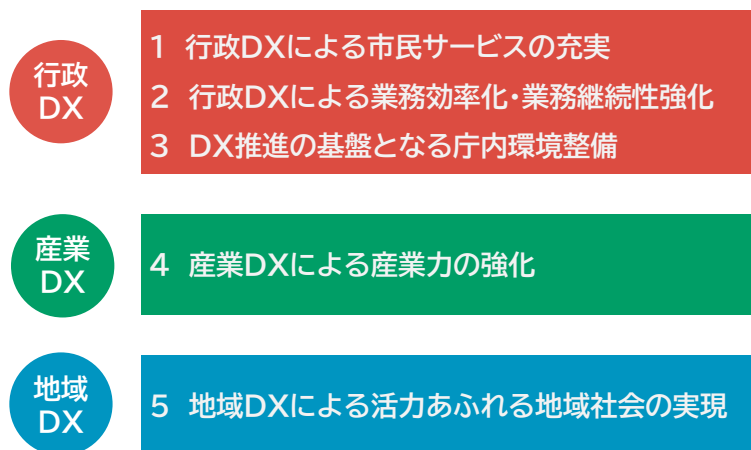 行政
DX
1 行政DXによる市民サービスの充実
2 行政DXによる業務効率化・業務継続性強化
3 DX推進の基盤となる庁内環境整備
産業
DX
4 産業DXによる産業力の強化
地域
DX
5 地域DXによる活力あふれる地域社会の実現